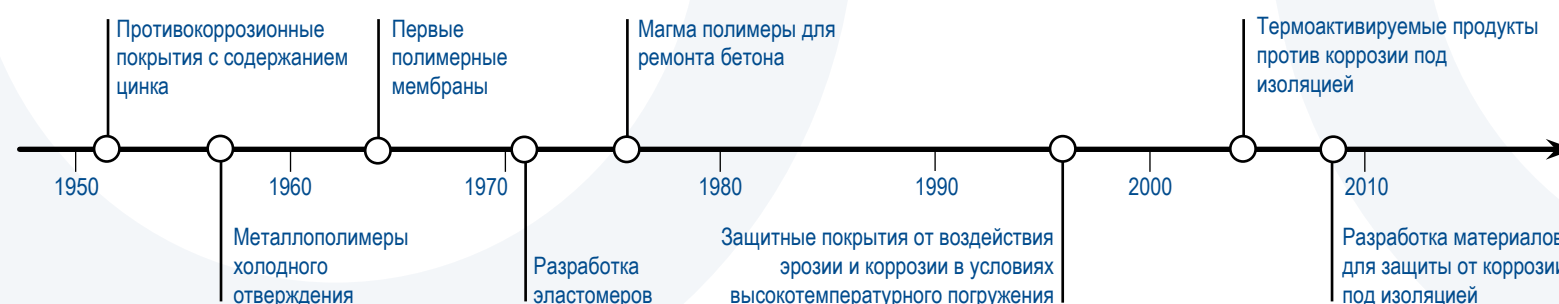 Противокоррозионные
покрытия с содержанием
цинка
Первые
полимерные
мембраны
Магма полимеры для
ремонта бетона
Термоактивируемые продукты
против коррозии под
изоляцией
1950
1960
1970
1980
1990
2000
2010
Металлополимеры
холодного
отверждения
Разработка
эластомеров
Защитные покрытия от воздействия
эрозии и коррозии в условиях
высокотемпературного погружения
Разработка материалов
для защиты от коррозии
под изоляцией